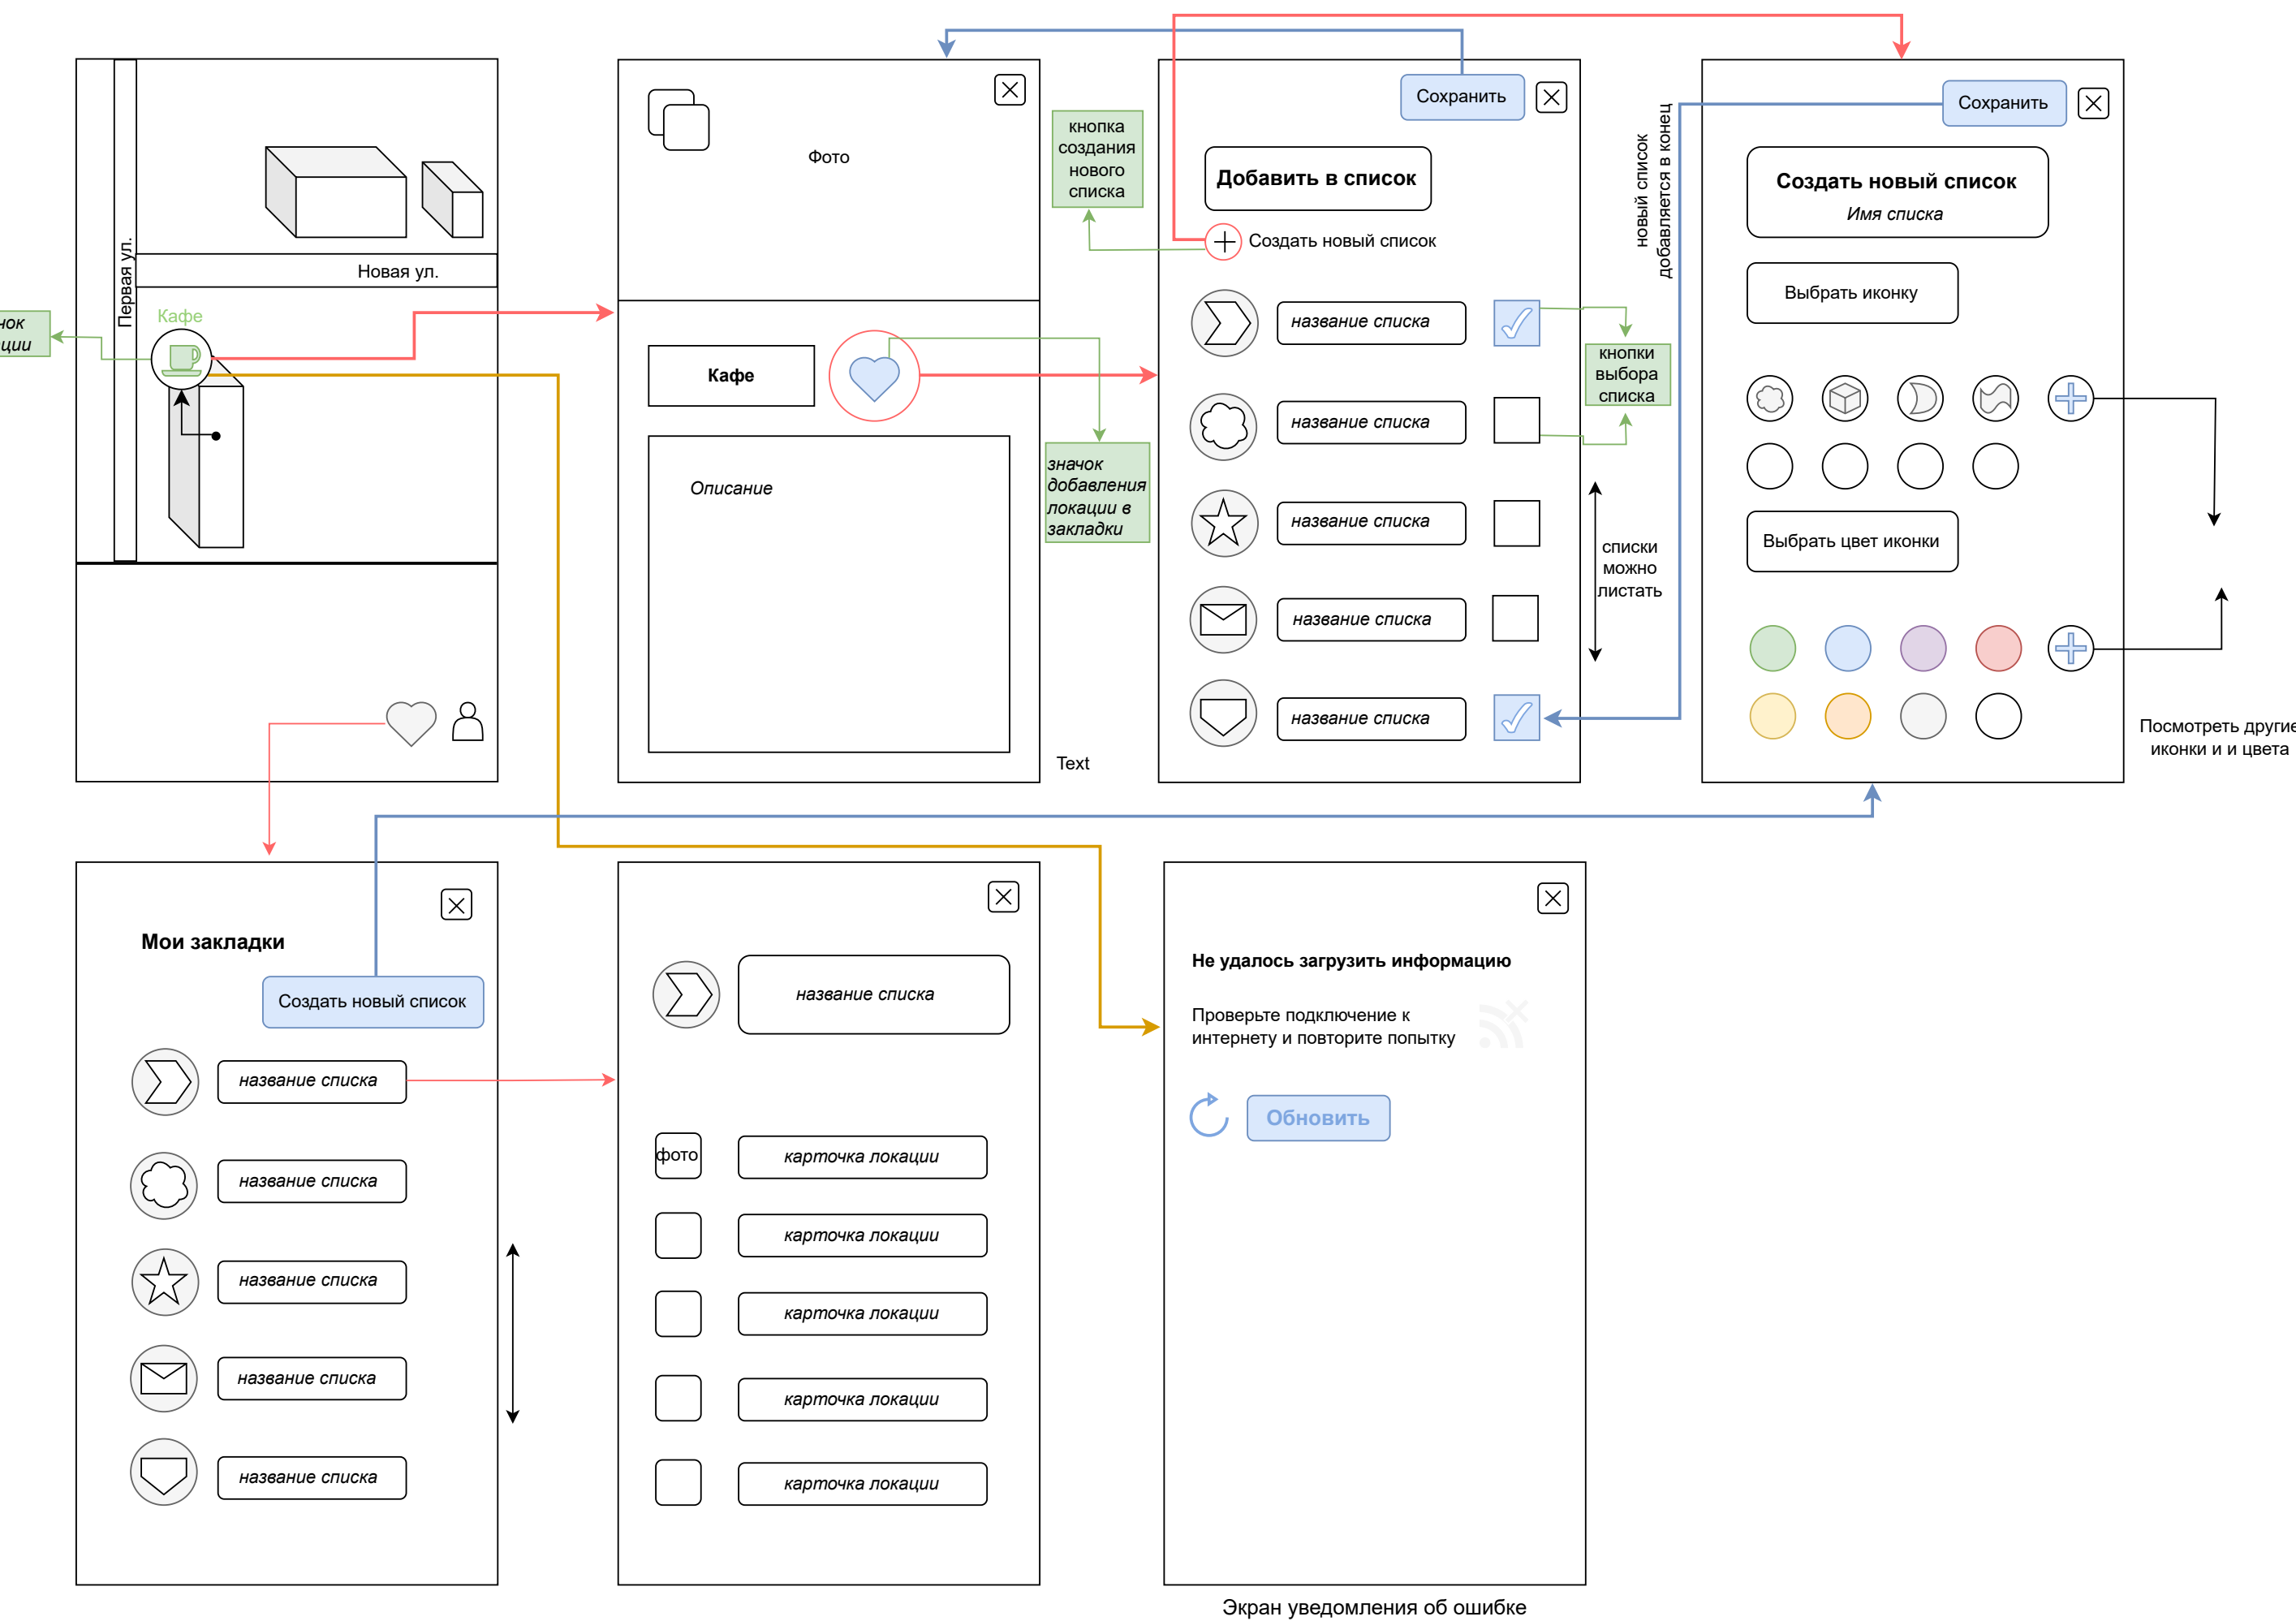 Первая ул.
Новая ул.
Кафе
Фото
Кафе
Описание
Text
кнопка
создания
нового
списка
значок
добавления
локации в
закладки
Сохранить
Добавить в список
Создать новый список
название списка
название списка
название списка
название списка
название списка
кнопки
выбора
списка
списки
можно
листать
новый список
добавляется в конец
Сохранить
Создать новый список
Имя списка
Выбрать иконку
Выбрать цвет иконки
Посмотреть другие
иконки и и цвета
Мои закладки
Создать новый список
название списка
название списка
название списка
название списка
название списка
название списка
фото
карточка локации
карточка локации
карточка локации
карточка локации
карточка локации
Не удалось загрузить информацию
Проверьте подключение к
интернету и повторите попытку
Обновить
Экран уведомления об ошибке